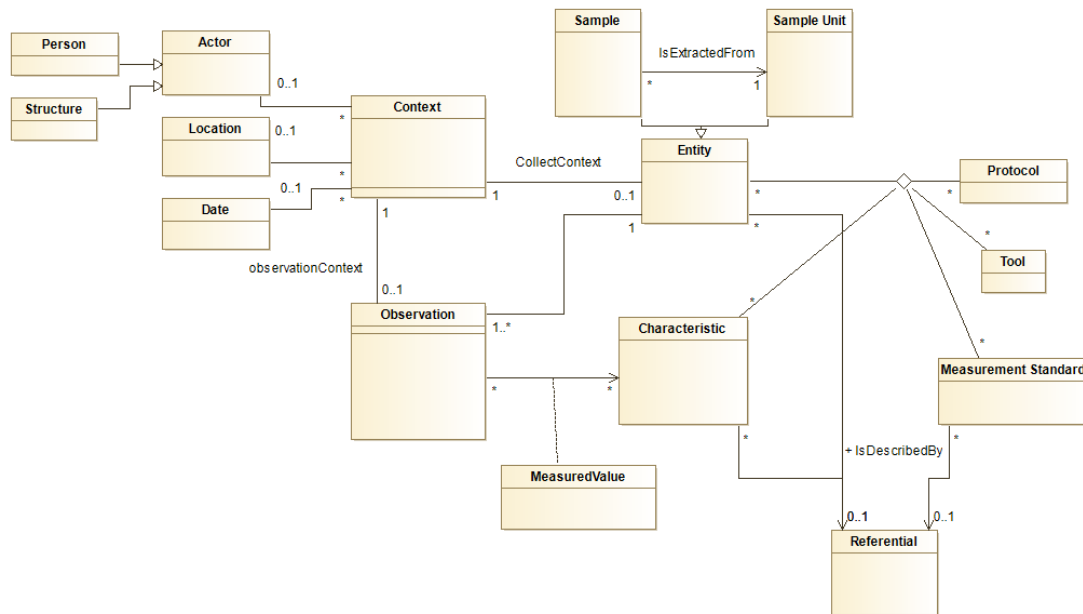 Sample
Sample Unit
Person
Actor
IsExtractedFrom
*
1
0..1
Structure
Context
*
Location
0..1
Entity
CollectContext
*
0..1
*
1
0..1
*
Protocol
*
Date
1
1
*
*
Tool
observationContext
0..1
Observation
1..*
*
Characteristic
*
Measurement Standard
*
*
*
*
+ IsDescribedBy
MeasuredValue
0..1
0..1
Referential